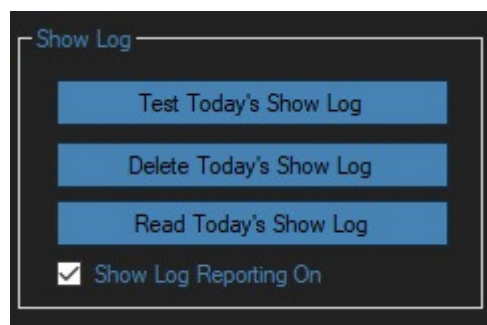 Show Log
Test Today's Show Log
Delete Today's Show Log
Read Today's Show Log
Show Log Reporting On